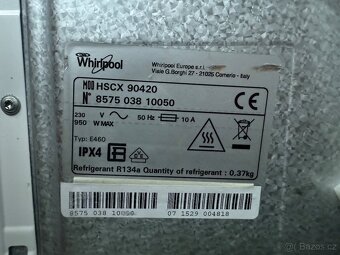 Whirlpool
Whirlpool Europe s.r.l.
Viale G.Borghi 27 - 21025 Comerio - Italy
MOD HSCX 90420
N° 8575 038 10050
230 V 50 Hz 10 A
950 W MAX
Typ: E460
IPX4
Refrigerant R134a Quantity of refrigerant : 0,37kg
8575 038 10050 07 1529 004818
Bazoš.cz